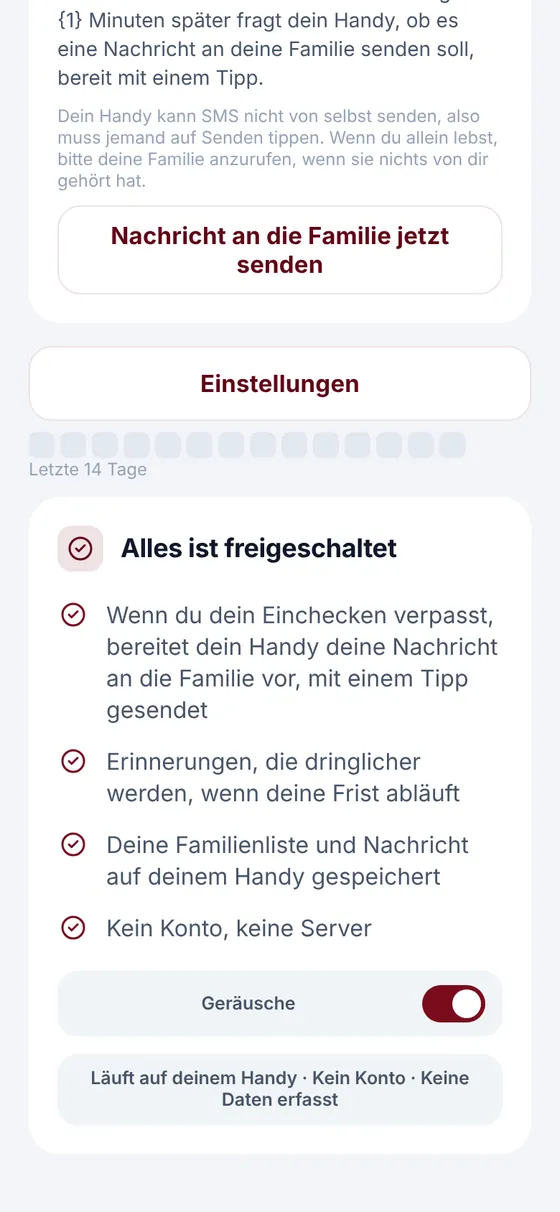 {1} Minuten später fragt dein Handy, ob es
eine Nachricht an deine Familie senden soll,
bereit mit einem Tipp.
Dein Handy kann SMS nicht von selbst senden, also
muss jemand auf Senden tippen. Wenn du allein lebst,
bitte deine Familie anzurufen, wenn sie nichts von dir
gehört hat.
Nachricht an die Familie jetzt
senden
Einstellungen
Letzte 14 Tage
Alles ist freigeschaltet
Wenn du dein Einchecken verpasst,
bereitet dein Handy deine Nachricht
an die Familie vor, mit einem Tipp
gesendet
Erinnerungen, die dringlicher
werden, wenn deine Frist abläuft
Deine Familienliste und Nachricht
auf deinem Handy gespeichert
Kein Konto, keine Server
Geräusche
Läuft auf deinem Handy · Kein Konto · Keine
Daten erfasst